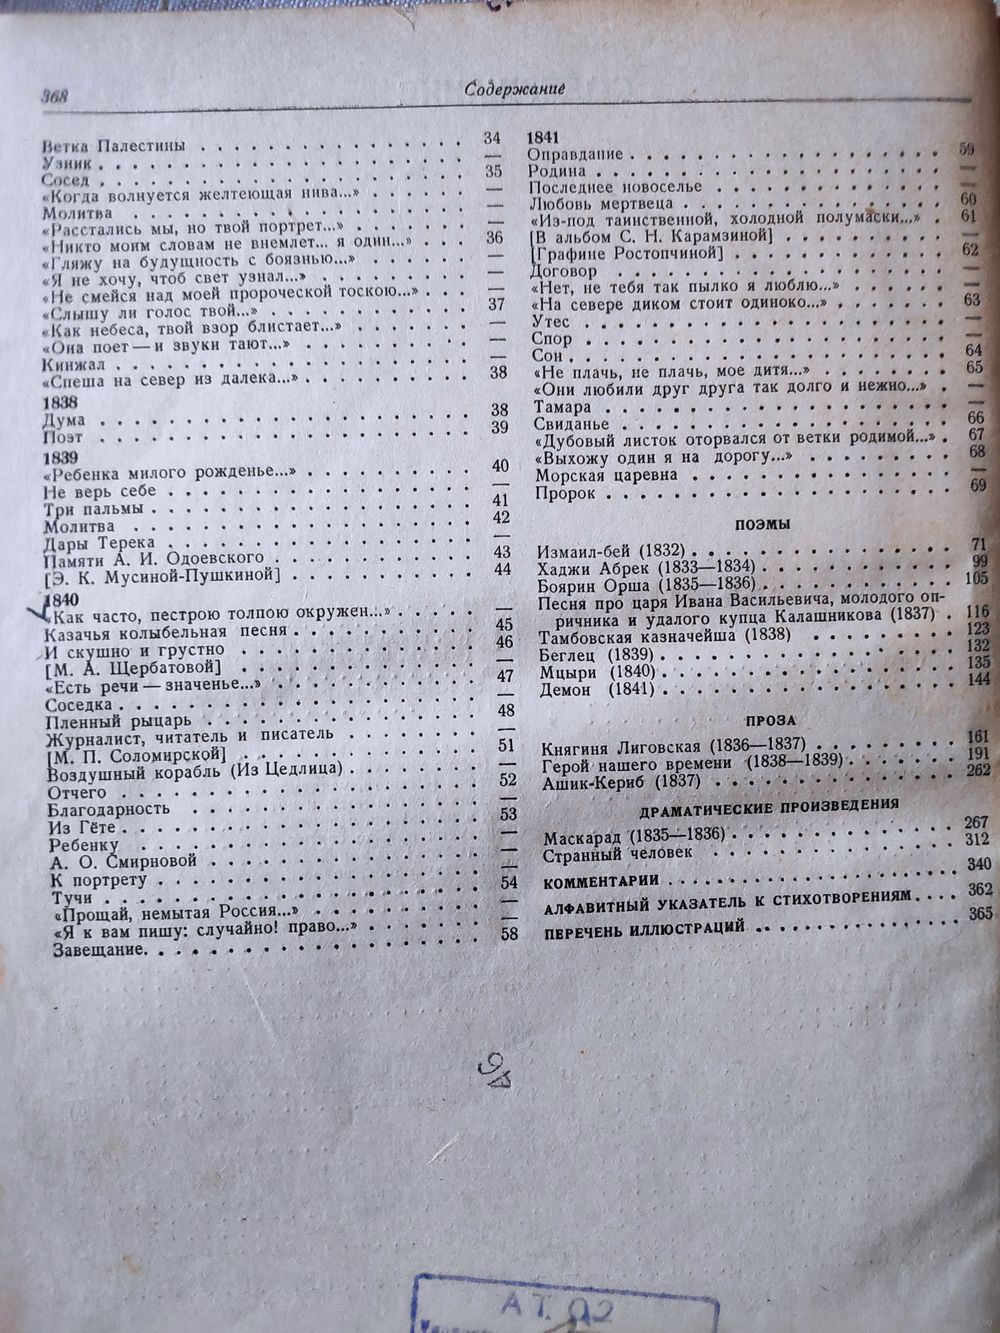 368
Содержание
Ветка Палестины . . . . . . . . . . . . . . . . 34
Узник . . . . . . . . . . . . . . . . . . . . —
Сосед . . . . . . . . . . . . . . . . . . . . 35
«Когда волнуется желтеющая нива...» . . . . . . —
Молитва . . . . . . . . . . . . . . . . . . . —
«Расстались мы, но твой портрет...» . . . . . . . —
«Никто моим словам не внемлет... я один...» . . . 36
«Гляжу на будущность с боязнью...» . . . . . . . —
«Я не хочу, чтоб свет узнал...» . . . . . . . . . —
«Не смейся над моей пророческой тоскою...» . . . —
«Слышу ли голос твой...» . . . . . . . . . . . . 37
«Как небеса, твой взор блистает...» . . . . . . . —
«Она поет — и звуки тают...» . . . . . . . . . . —
Кинжал . . . . . . . . . . . . . . . . . . . —
«Спеша на север из далека...» . . . . . . . . . . 38
1838
Дума . . . . . . . . . . . . . . . . . . . . 38
Поэт . . . . . . . . . . . . . . . . . . . . 39
1839
«Ребенка милого рожденье...» . . . . . . . . . . 40
Не верь себе . . . . . . . . . . . . . . . . . —
Три пальмы . . . . . . . . . . . . . . . . . . 41
Молитва . . . . . . . . . . . . . . . . . . . 42
Дары Терека . . . . . . . . . . . . . . . . . —
Памяти А. И. Одоевского . . . . . . . . . . . . 43
[Э. К. Мусиной-Пушкиной] . . . . . . . . . . . 44
1840
«Как часто, пестрою толпою окружен...» . . . . . —
Казачья колыбельная песня . . . . . . . . . . . 45
И скушно и грустно . . . . . . . . . . . . . . 46
[М. А. Щербатовой] . . . . . . . . . . . . . . —
«Есть речи — значенье...» . . . . . . . . . . . 47
Соседка . . . . . . . . . . . . . . . . . . . —
Пленный рыцарь . . . . . . . . . . . . . . . . 48
Журналист, читатель и писатель . . . . . . . . . —
[М. П. Соломирской] . . . . . . . . . . . . . . 51
Воздушный корабль (Из Цедлица) . . . . . . . . —
Отчего . . . . . . . . . . . . . . . . . . . 52
Благодарность . . . . . . . . . . . . . . . . —
Из Гёте . . . . . . . . . . . . . . . . . . . 53
Ребенку . . . . . . . . . . . . . . . . . . . —
А. О. Смирновой . . . . . . . . . . . . . . . —
К портрету . . . . . . . . . . . . . . . . . . —
Тучи . . . . . . . . . . . . . . . . . . . . 54
«Прощай, немытая Россия...» . . . . . . . . . . —
«Я к вам пишу: случайно! право...» . . . . . . . —
Завещание . . . . . . . . . . . . . . . . . . 58
1841
Оправдание . . . . . . . . . . . . . . . . . . 59
Родина . . . . . . . . . . . . . . . . . . . —
Последнее новоселье . . . . . . . . . . . . . . —
Любовь мертвеца . . . . . . . . . . . . . . . 60
«Из-под таинственной, холодной полумаски...» . 61
[В альбом С. Н. Карамзиной] . . . . . . . . . . —
[Графине Ростопчиной] . . . . . . . . . . . . . 62
Договор . . . . . . . . . . . . . . . . . . . —
«Нет, не тебя так пылко я люблю...» . . . . . . —
«На севере диком стоит одиноко...» . . . . . . . 63
Утес . . . . . . . . . . . . . . . . . . . . —
Спор . . . . . . . . . . . . . . . . . . . . —
Сон . . . . . . . . . . . . . . . . . . . . . 64
«Не плачь, не плачь, мое дитя...» . . . . . . . . 65
«Они любили друг друга так долго и нежно...» . —
Тамара . . . . . . . . . . . . . . . . . . . —
Свиданье . . . . . . . . . . . . . . . . . . . 66
«Дубовый листок оторвался от ветки родимой...» . 67
«Выхожу один я на дорогу...» . . . . . . . . . . 68
Морская царевна . . . . . . . . . . . . . . . —
Пророк . . . . . . . . . . . . . . . . . . . 69
ПОЭМЫ
Измаил-бей (1832) . . . . . . . . . . . . . . . 71
Хаджи Абрек (1833—1834) . . . . . . . . . . . . 99
Боярин Орша (1835—1836) . . . . . . . . . . . . 105
Песня про царя Ивана Васильевича, молодого оп-
ричника и удалого купца Калашникова (1837) . 116
Тамбовская казначейша (1838) . . . . . . . . . 123
Беглец (1839) . . . . . . . . . . . . . . . . . 132
Мцыри (1840) . . . . . . . . . . . . . . . . . 135
Демон (1841) . . . . . . . . . . . . . . . . . 144
ПРОЗА
Княгиня Лиговская (1836—1837) . . . . . . . . . 161
Герой нашего времени (1838—1839) . . . . . . . . 191
Ашик-Кериб (1837) . . . . . . . . . . . . . . . 262
ДРАМАТИЧЕСКИЕ ПРОИЗВЕДЕНИЯ
Маскарад (1835—1836) . . . . . . . . . . . . . 267
Странный человек . . . . . . . . . . . . . . . 312
КОММЕНТАРИИ . . . . . . . . . . . . . . . . 340
АЛФАВИТНЫЙ УКАЗАТЕЛЬ К СТИХОТВОРЕНИЯМ . . . . 362
ПЕРЕЧЕНЬ ИЛЛЮСТРАЦИЙ . . . . . . . . . . . 365